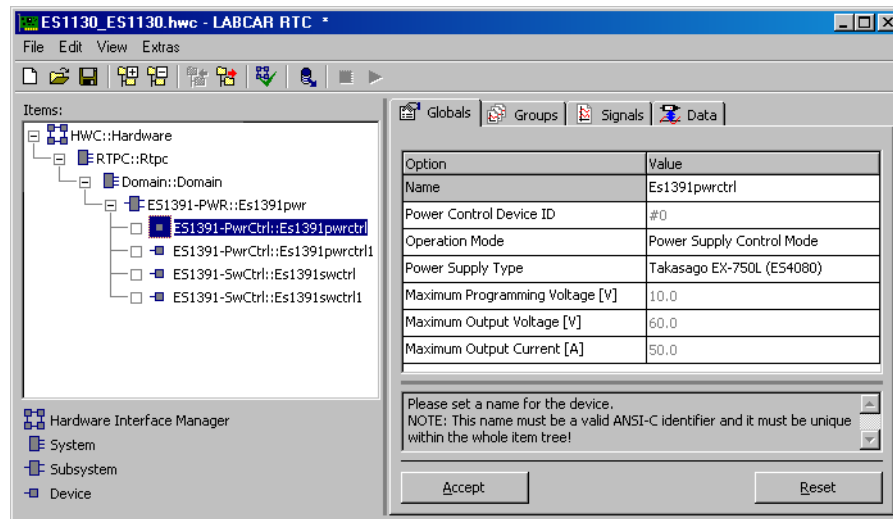 ES1130_ES1130.hwc - LABCAR RTC *
File Edit View Extras
Items:
HWC::Hardware
RTPC::Rtpc
Domain::Domain
ES1391-PWR::Es1391pwr
ES1391-PwrCtrl::Es1391pwrctrl
ES1391-PwrCtrl::Es1391pwrctrl1
ES1391-SwCtrl::Es1391swctrl
ES1391-SwCtrl::Es1391swctrl1
Hardware Interface Manager
System
Subsystem
Device
Globals Groups Signals Data
Option Value
Name Es1391pwrctrl
Power Control Device ID #0
Operation Mode Power Supply Control Mode
Power Supply Type Takasago EX-750L (ES4080)
Maximum Programming Voltage [V] 10.0
Maximum Output Voltage [V] 60.0
Maximum Output Current [A] 50.0
Please set a name for the device.
NOTE: This name must be a valid ANSI-C identifier and it must be unique
within the whole item tree!
Accept Reset